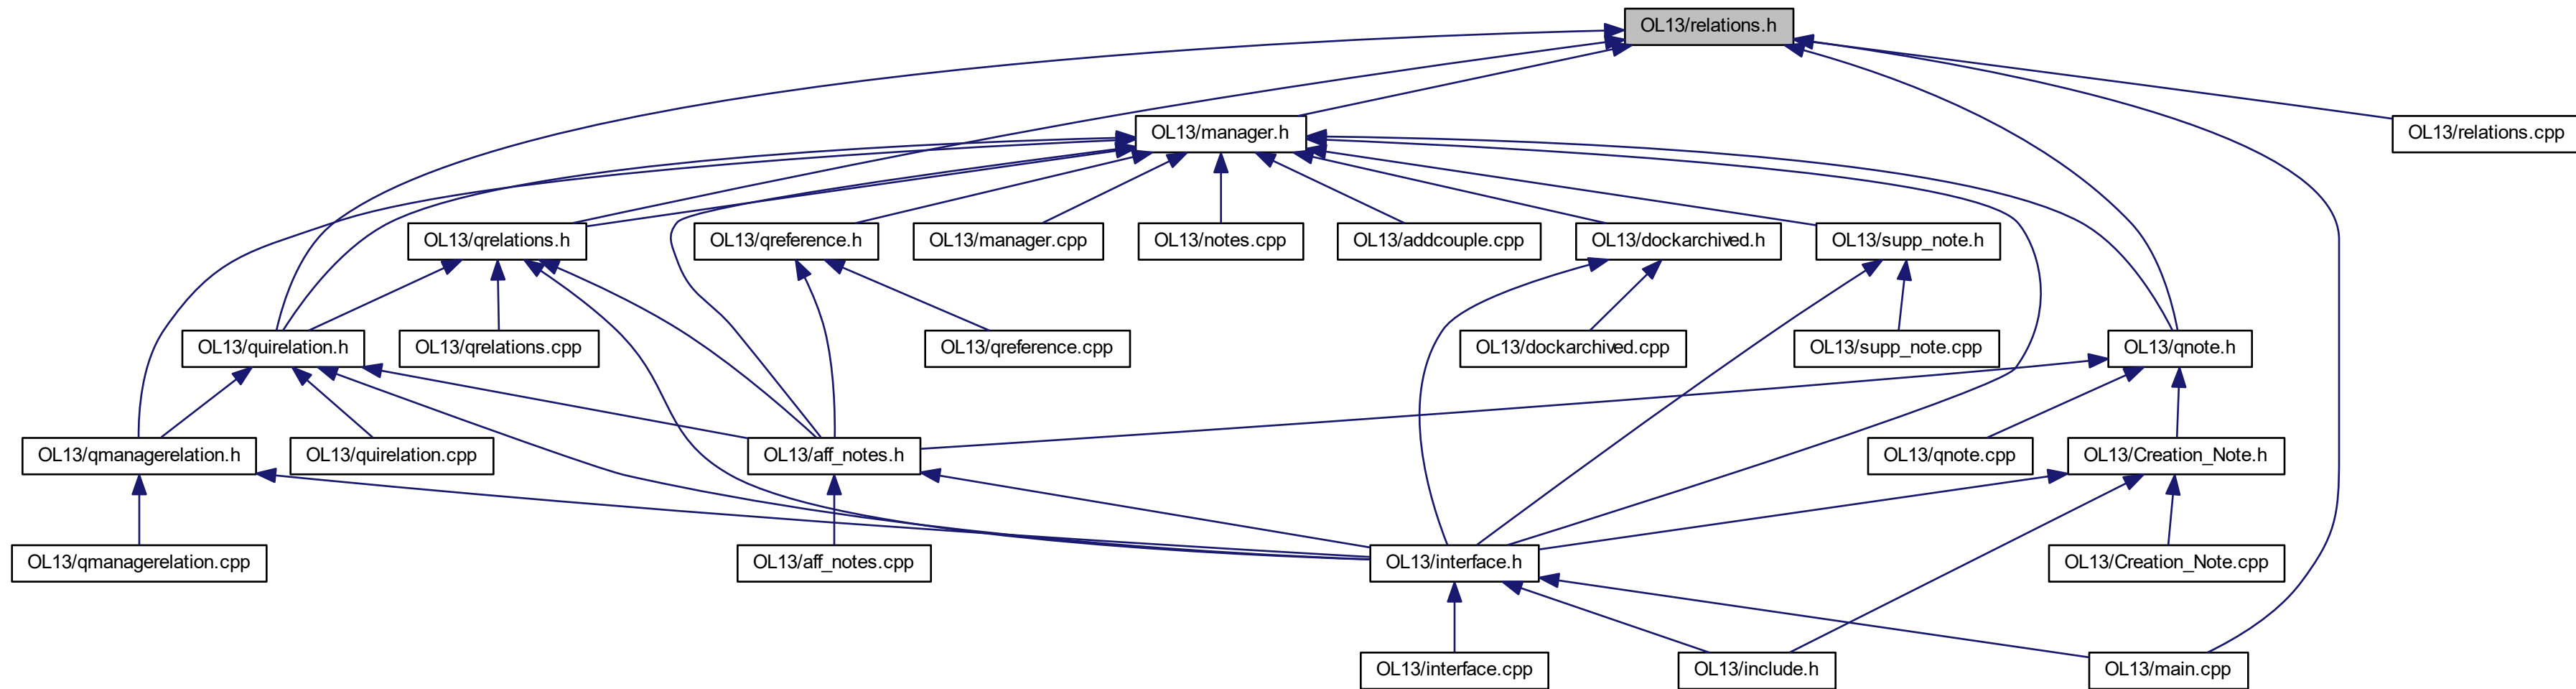 OL13/relations.h
OL13/manager.h
OL13/relations.cpp
OL13/qrelations.h
OL13/qreference.h
OL13/manager.cpp
OL13/notes.cpp
OL13/addcouple.cpp
OL13/dockarchived.h
OL13/supp_note.h
OL13/quirelation.h
OL13/qrelations.cpp
OL13/qreference.cpp
OL13/dockarchived.cpp
OL13/supp_note.cpp
OL13/qnote.h
OL13/qmanagerelation.h
OL13/quirelation.cpp
OL13/aff_notes.h
OL13/qnote.cpp
OL13/Creation_Note.h
OL13/qmanagerelation.cpp
OL13/aff_notes.cpp
OL13/interface.h
OL13/Creation_Note.cpp
OL13/interface.cpp
OL13/include.h
OL13/main.cpp